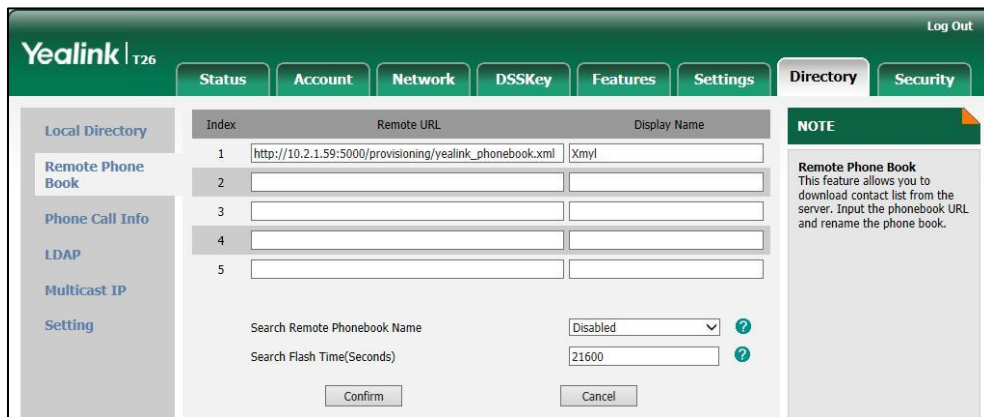 Log Out
Yealink T26
Status Account Network DSSKey Features Settings Directory Security
Local Directory
Remote Phone
Book
Phone Call Info
LDAP
Multicast IP
Setting
Index Remote URL Display Name
1 http://10.2.1.59:5000/provisioning/yealink_phonebook.xml Xmyl
2
3
4
5
Search Remote Phonebook Name Disabled ?
Search Flash Time(Seconds) 21600 ?
Confirm Cancel
NOTE
Remote Phone Book
This feature allows you to
download contact list from the
server. Input the phonebook URL
and rename the phone book.